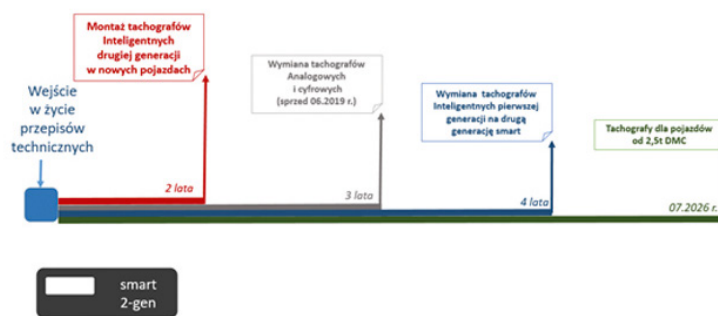 Montaż tachografów
Inteligentnych
drugiej generacji
w nowych pojazdach
Wejście
w życie
przepisów
technicznych
Wymiana tachografów
Analogowych
i cyfrowych
(sprzed 06.2019 r.)
Wymiana tachografów
Inteligentnych pierwszej
generacji na drugą
generację smart
Tachografy dla pojazdów
od 2,5t DMC
2 lata
3 lata
4 lata
07.2026 r.
smart
2-gen